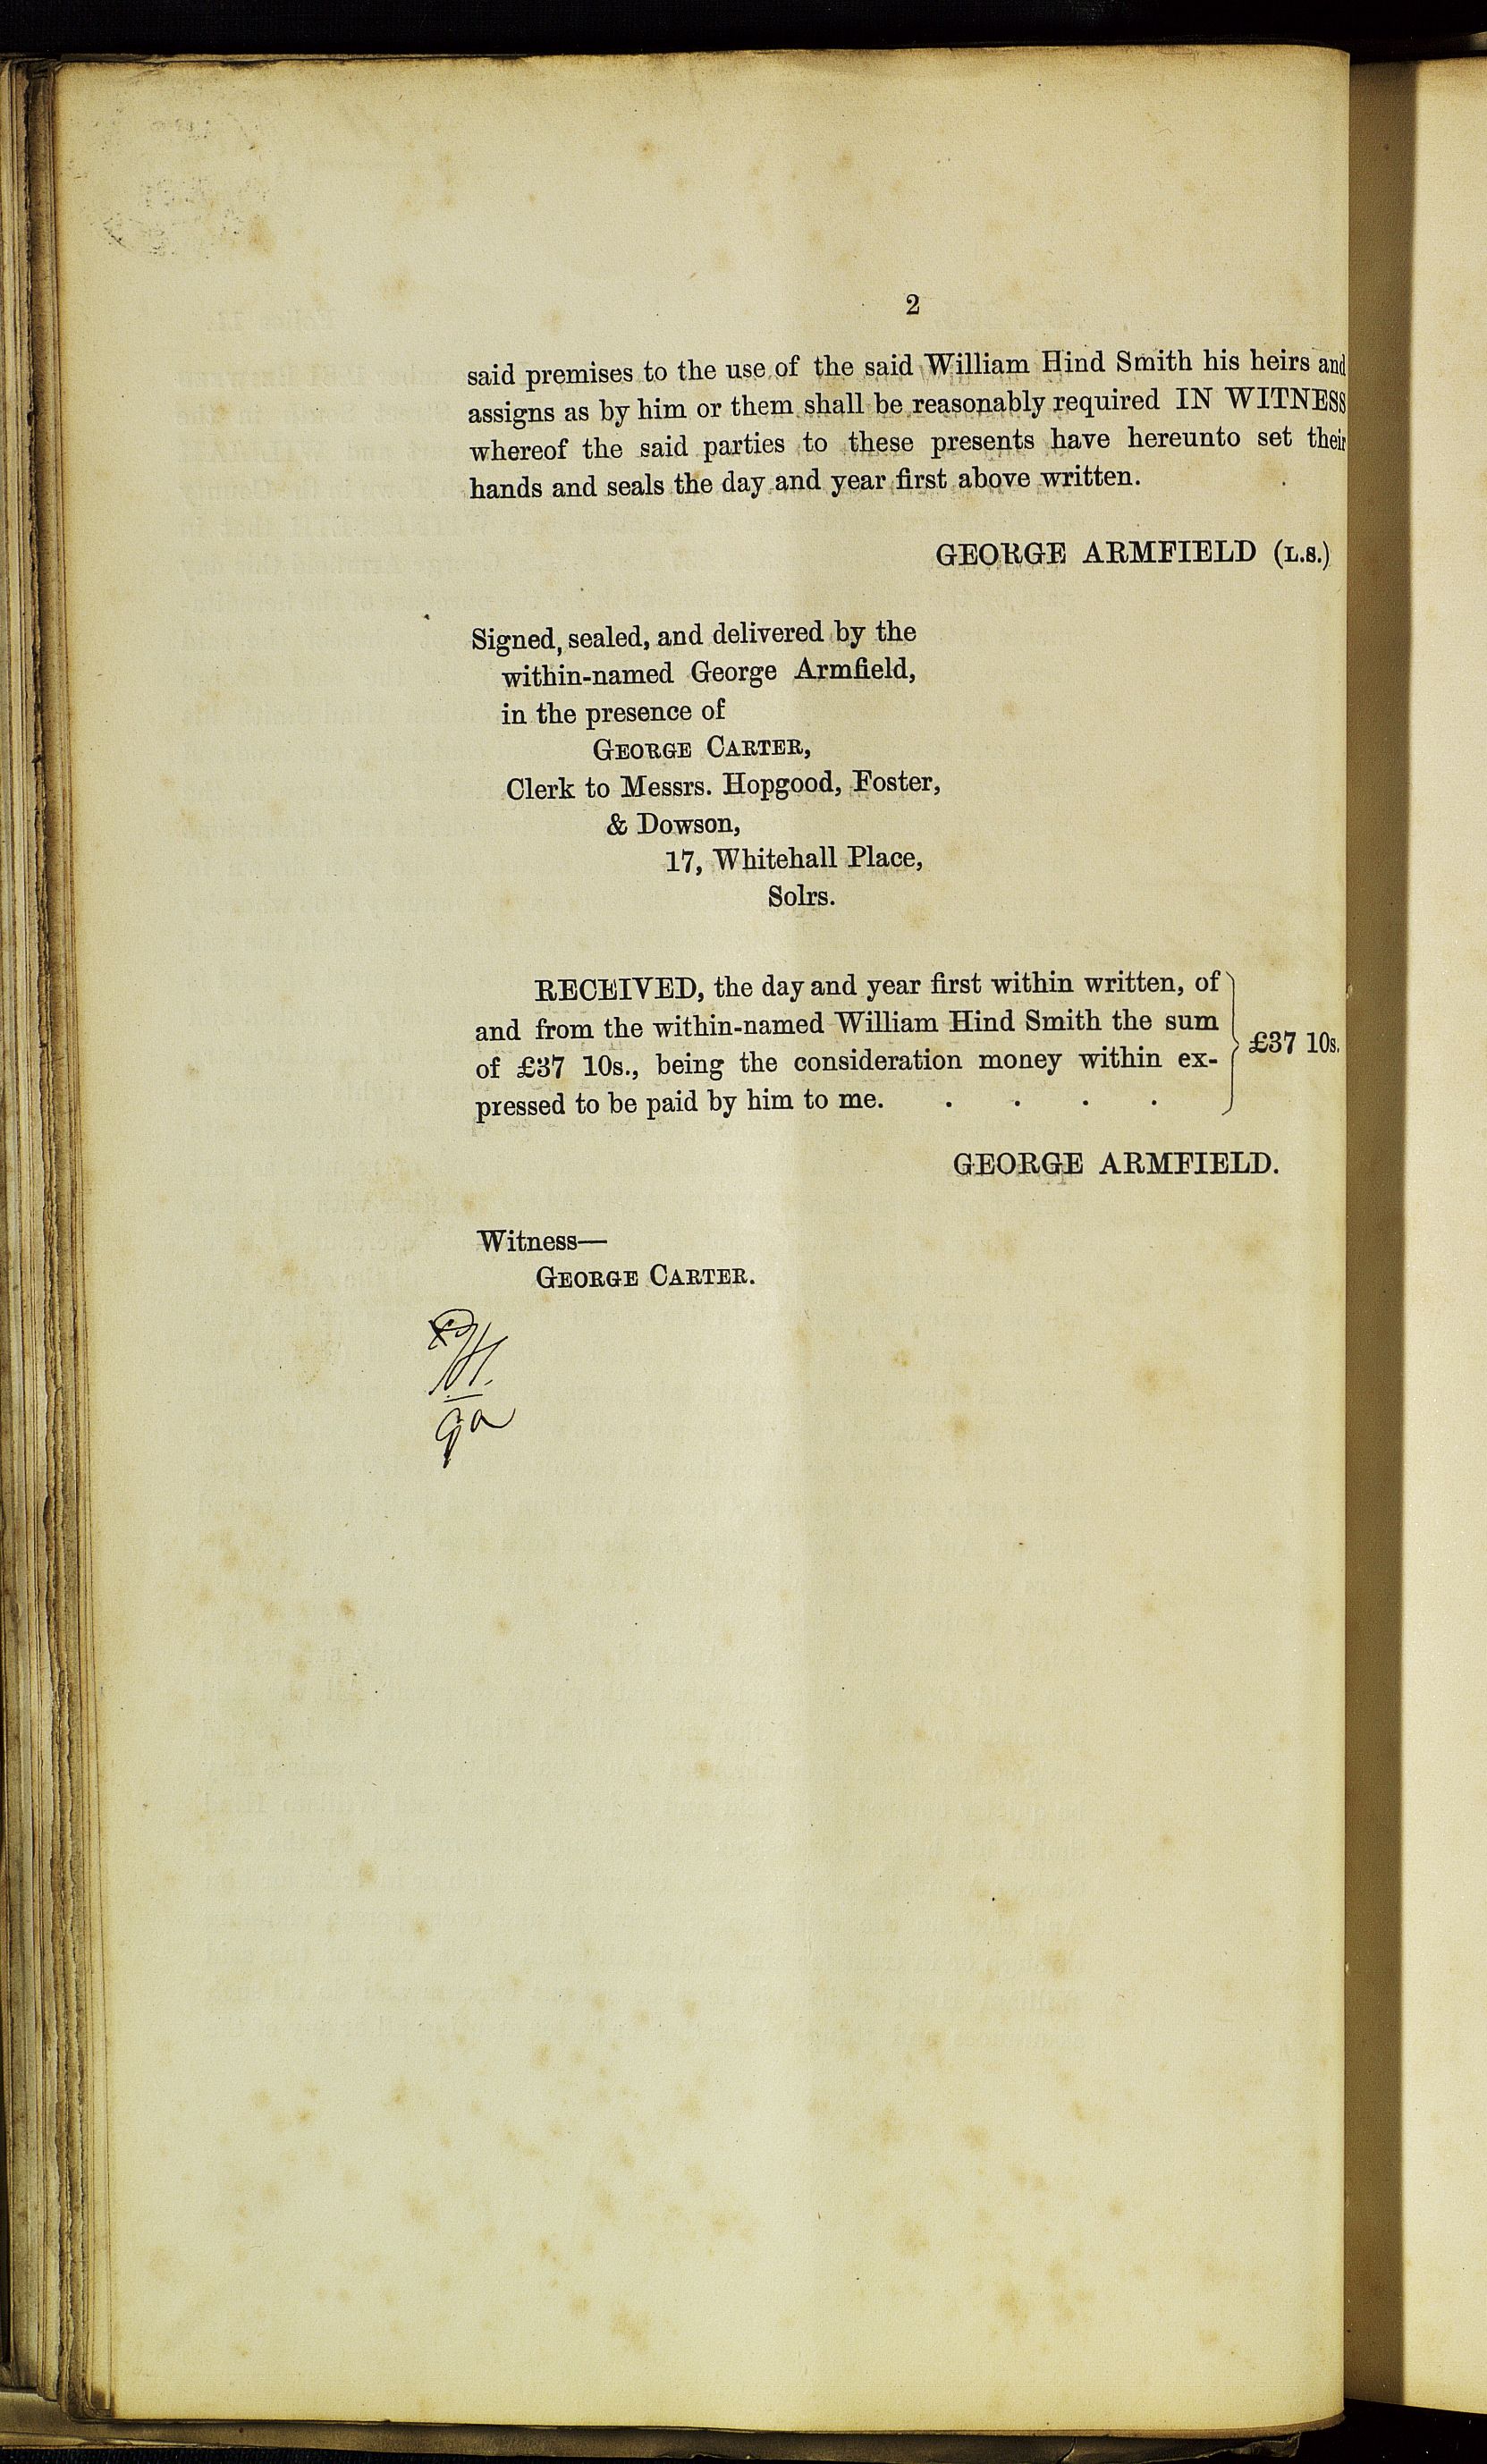 2
said premises to the use of the said William Hind Smith his heirs and
assigns as by him or them shall be reasonably required IN WITNESS
whereof the said parties to these presents have hereunto set their
hands and seals the day and year first above written.
GEORGE ARMFIELD (L.S.)
Signed, sealed, and delivered by the
within-named George Armfield,
in the presence of
GEORGE CARTER,
Clerk to Messrs. Hopgood, Foster,
& Dowson,
17, Whitehall Place,
Solrs.
RECEIVED, the day and year first within written, of
and from the within-named William Hind Smith the sum
of £37 10s., being the consideration money within ex-
pressed to be paid by him to me. . . . .
£37 10s.
GEORGE ARMFIELD.
Witness—
GEORGE CARTER.